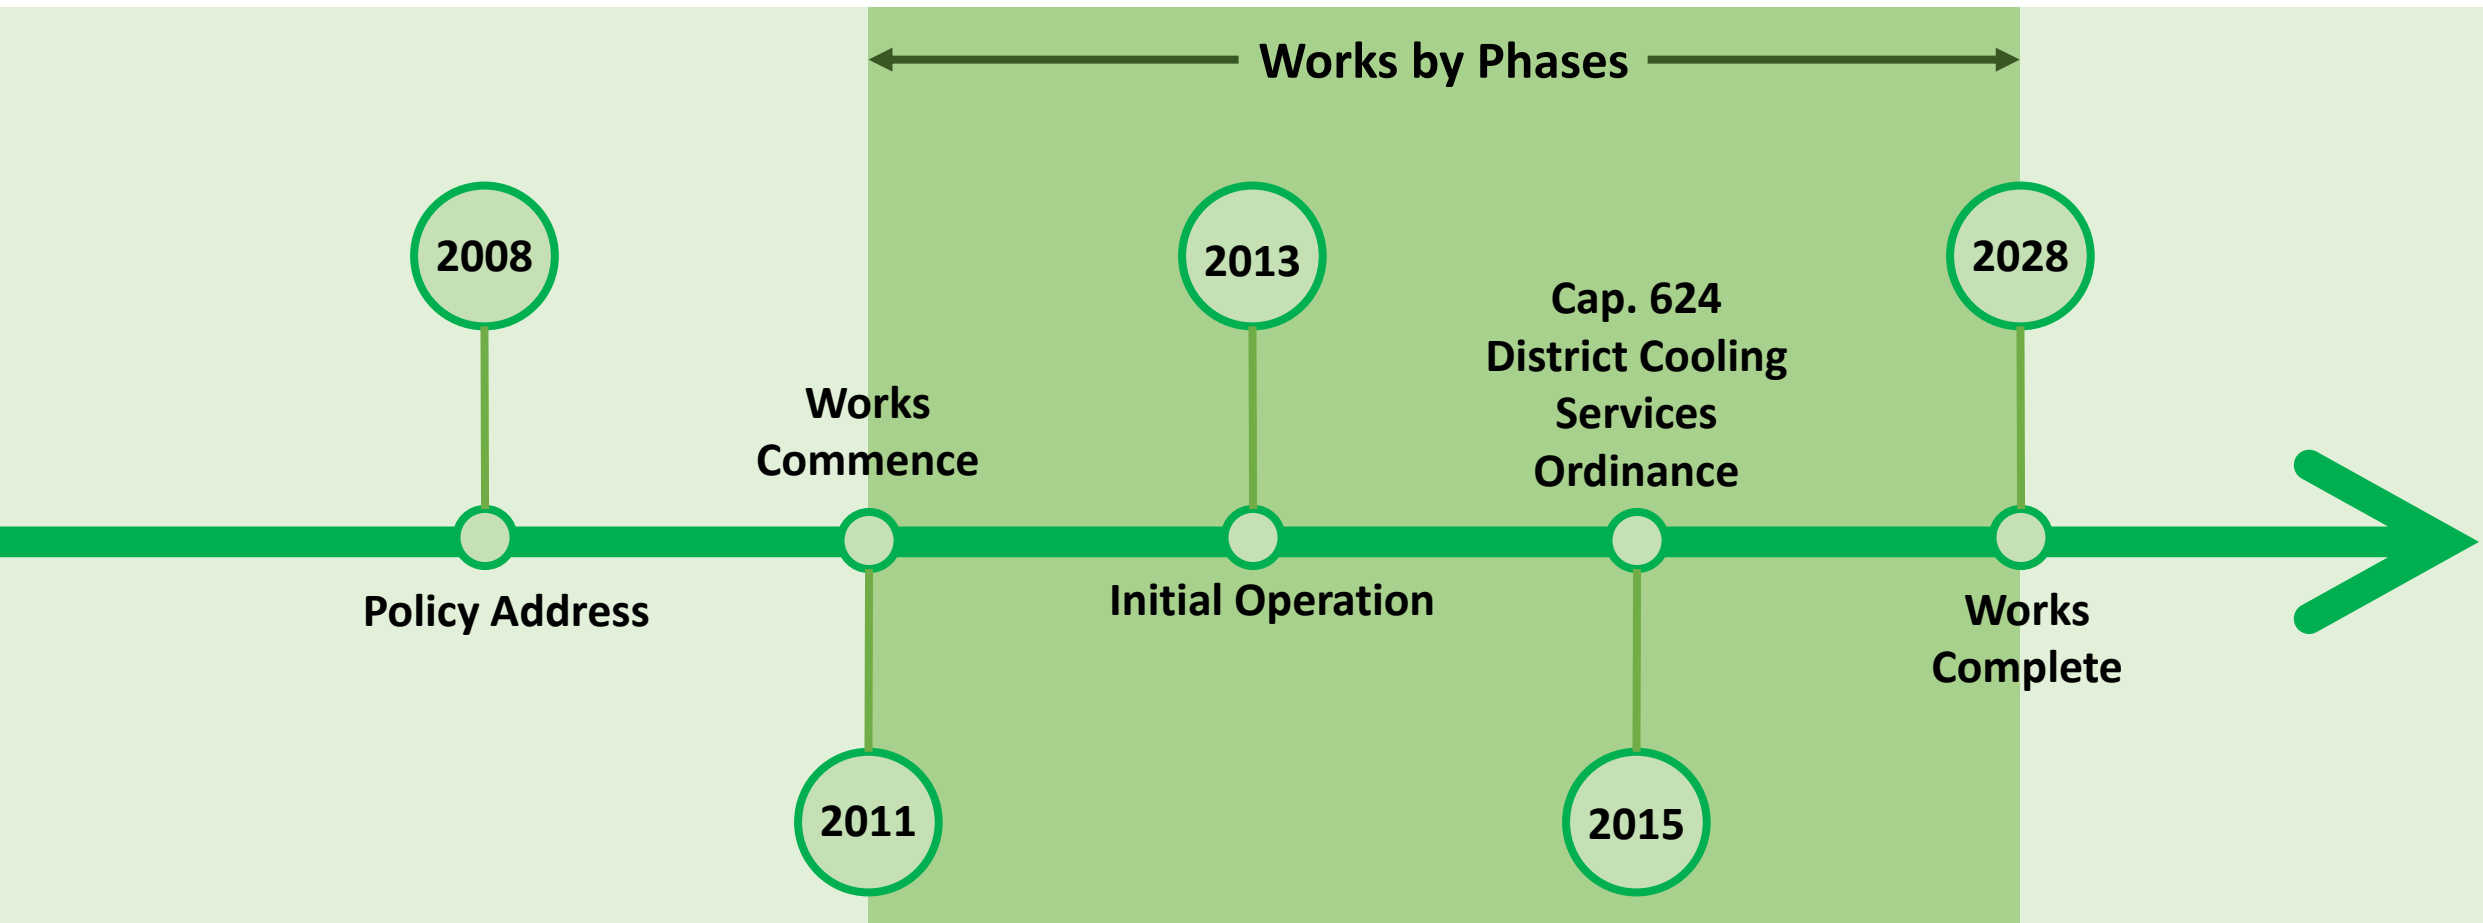 Works by Phases
2008
2013
2028
Cap. 624
District Cooling
Services
Ordinance
Works
Commence
Policy Address
Initial Operation
Works
Complete
2011
2015